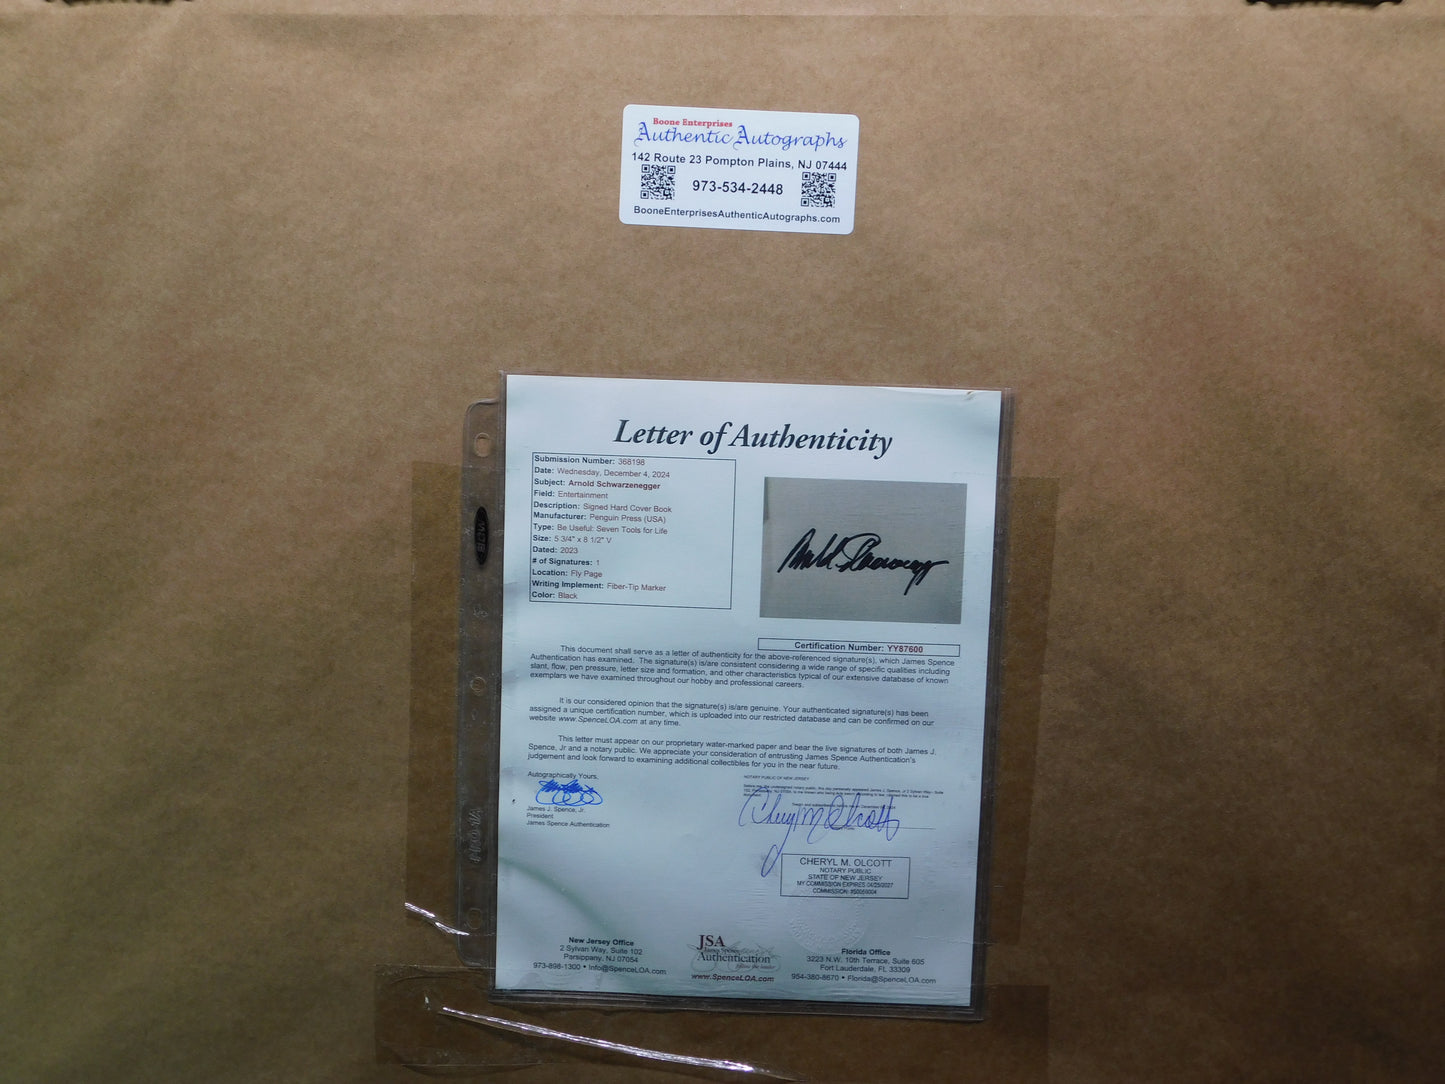 Boone Enterprises
Authentic Autographs
142 Route 23 Pompton Plains, NJ 07444
973-534-2448
BooneEnterprisesAuthenticAutographs.com
Letter of Authenticity
Submission Number: 368198
Date: Wednesday, December 4, 2024
Subject: Arnold Schwarzenegger
Field: Entertainment
Description: Signed Hard Cover Book
Manufacturer: Penguin Press (USA)
Type: Be Useful: Seven Tools for Life
Size: 5 3/4" x 8 1/2" V
Dated: 2023
# of Signatures: 1
Location: Fly Page
Writing Implement: Fiber-Tip Marker
Color: Black
Certification Number: YY87600
This document shall serve as a letter of authenticity for the above-referenced signature(s), which James Spence
Authentication has examined. The signature(s) is/are consistent considering a wide range of specific qualities including
slant, flow, pen pressure, letter size and formation, and other characteristics typical of our extensive database of known
exemplars we have examined throughout our hobby and professional careers.
It is our considered opinion that the signature(s) is/are genuine. Your authenticated signature(s) has been
assigned a unique certification number, which is uploaded into our restricted database and can be confirmed on our
website www.SpenceLOA.com at any time.
This letter must appear on our proprietary water-marked paper and bear the live signatures of both James J.
Spence, Jr and a notary public. We appreciate your consideration of entrusting James Spence Authentication's
judgement and look forward to examining additional collectibles for you in the near future.
Autographically Yours,
James J. Spence, Jr.
President
James Spence Authentication
NOTARY PUBLIC OF NEW JERSEY
Cheryl M Olcott
CHERYL M. OLCOTT
NOTARY PUBLIC
STATE OF NEW JERSEY
MY COMMISSION EXPIRES 04/25/2027
COMMISSION: #50059004
New Jersey Office
2 Sylvan Way, Suite 102
Parsippany, NJ 07054
973-898-1300 • Info@SpenceLOA.com
JSA
James Spence
Authentication
www.SpenceLOA.com
Florida Office
3223 N.W. 10th Terrace, Suite 605
Fort Lauderdale, FL 33309
954-380-8670 • Florida@SpenceLOA.com
BCW